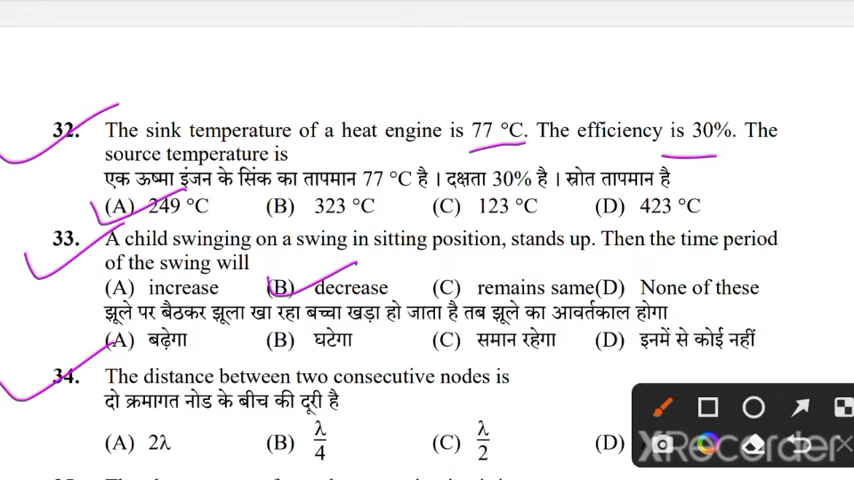 32. The sink temperature of a heat engine is 77 °C. The efficiency is 30%. The
source temperature is
एक ऊष्मा इंजन के सिंक का तापमान 77 °C है। दक्षता 30% है। स्रोत तापमान है
(A) 249 °C (B) 323 °C (C) 123 °C (D) 423 °C
33. A child swinging on a swing in sitting position, stands up. Then the time period
of the swing will
(A) increase (B) decrease (C) remains same(D) None of these
झूले पर बैठकर झूला खा रहा बच्चा खड़ा हो जाता है तब झूले का आवर्तकाल होगा
(A) बढ़ेगा (B) घटेगा (C) समान रहेगा (D) इनमें से कोई नहीं
34. The distance between two consecutive nodes is
दो क्रमागत नोड के बीच की दूरी है
(A) 2λ (B) λ/4 (C) λ/2 (D)
XRecorder